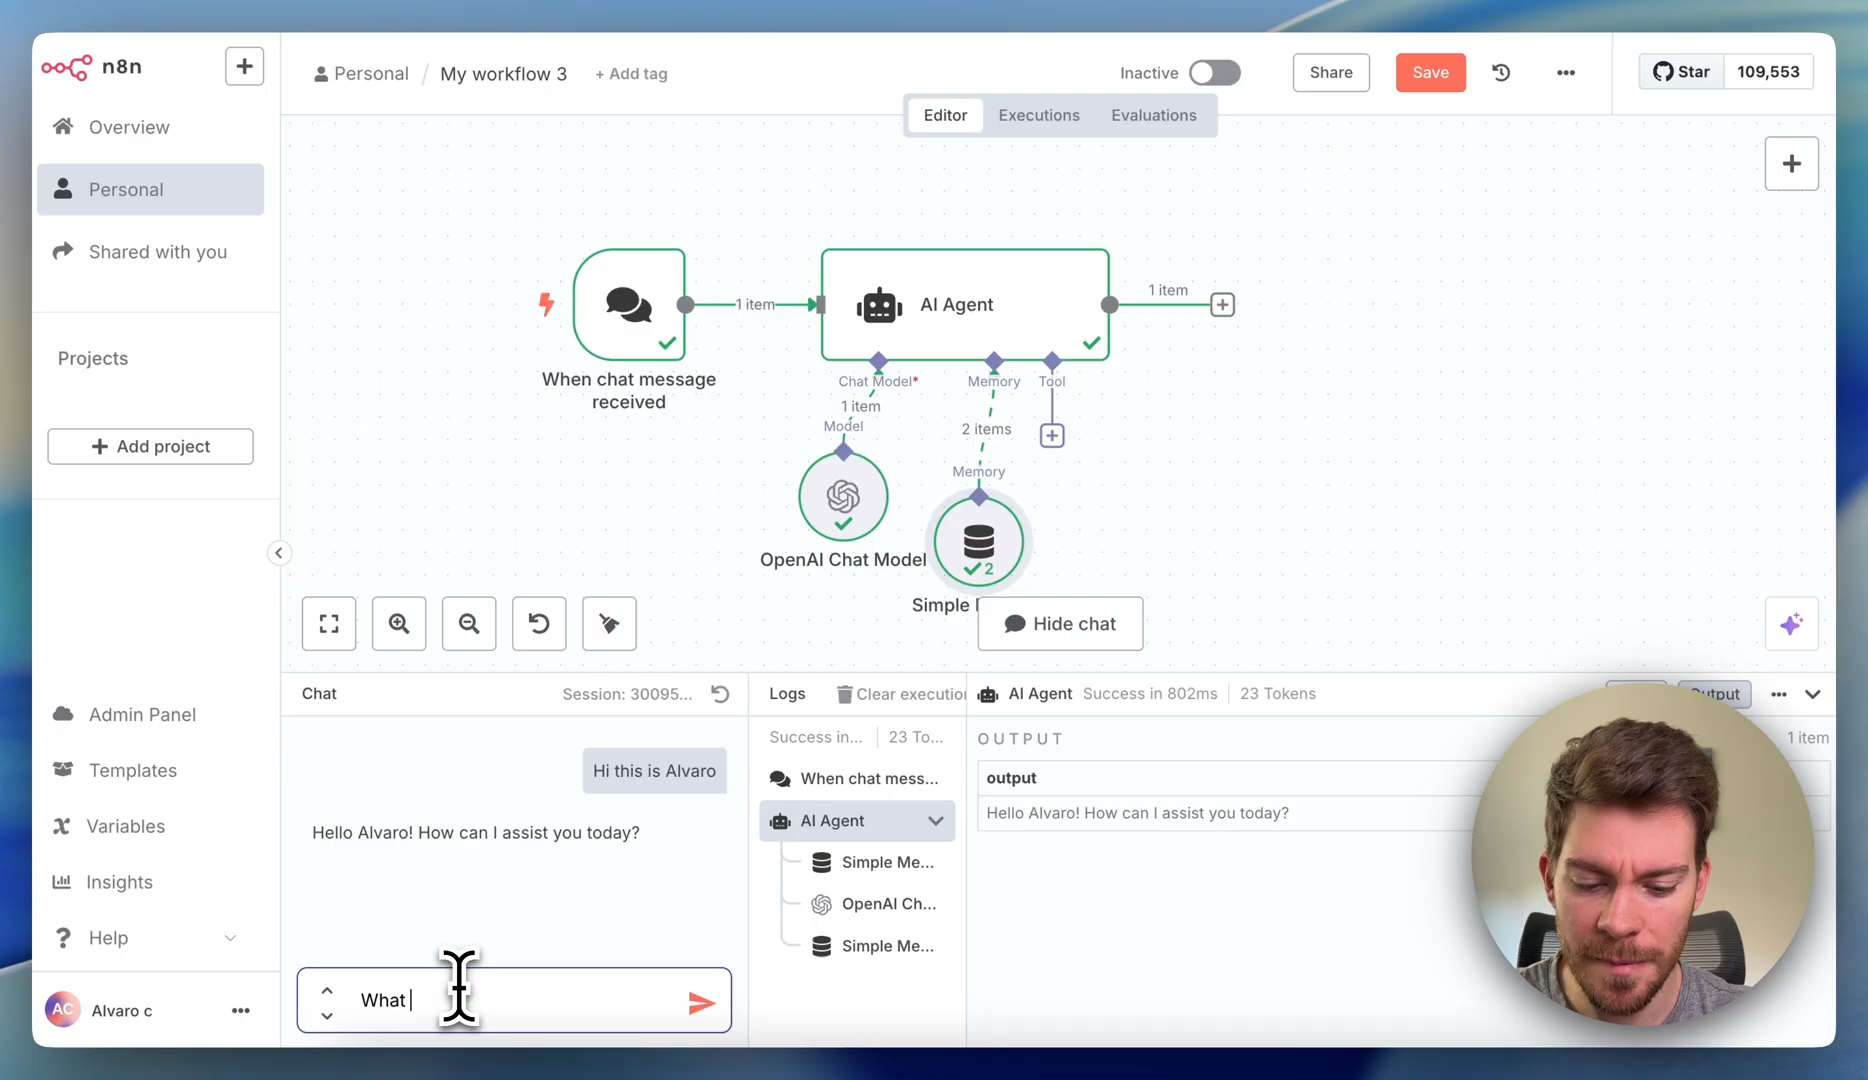 n8n
Personal / My workflow 3 + Add tag
Inactive
Share
Save
Star 109,553
Editor Executions Evaluations
Overview
Personal
Shared with you
Projects
Add project
Admin Panel
Templates
Variables
Insights
Help
AC Alvaro c
1 item
AI Agent
1 item
When chat message
received
Chat Model* Memory Tool
1 item
Model
2 items
Memory
OpenAI Chat Model
2
Simple
Hide chat
Chat Session: 30095...
Hi this is Alvaro
Hello Alvaro! How can I assist you today?
What
Logs Clear execution
Success in... 23 To...
When chat mess...
AI Agent
Simple Me...
OpenAI Ch...
Simple Me...
AI Agent Success in 802ms 23 Tokens
Output
OUTPUT 1 item
output
Hello Alvaro! How can I assist you today?